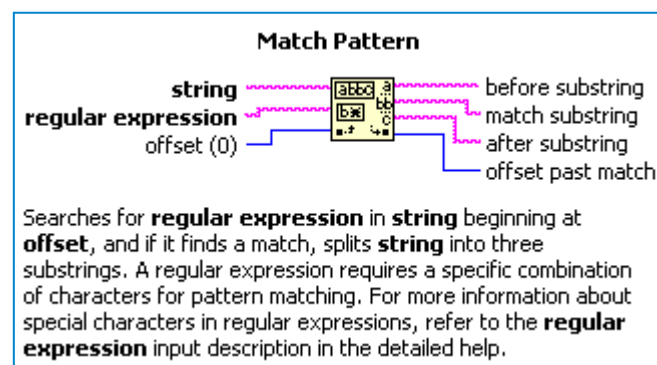 Match Pattern
string
regular expression
offset (0)
abbc
b*
a
bb
c
before substring
match substring
after substring
offset past match
Searches for regular expression in string beginning at
offset, and if it finds a match, splits string into three
substrings. A regular expression requires a specific combination
of characters for pattern matching. For more information about
special characters in regular expressions, refer to the regular
expression input description in the detailed help.